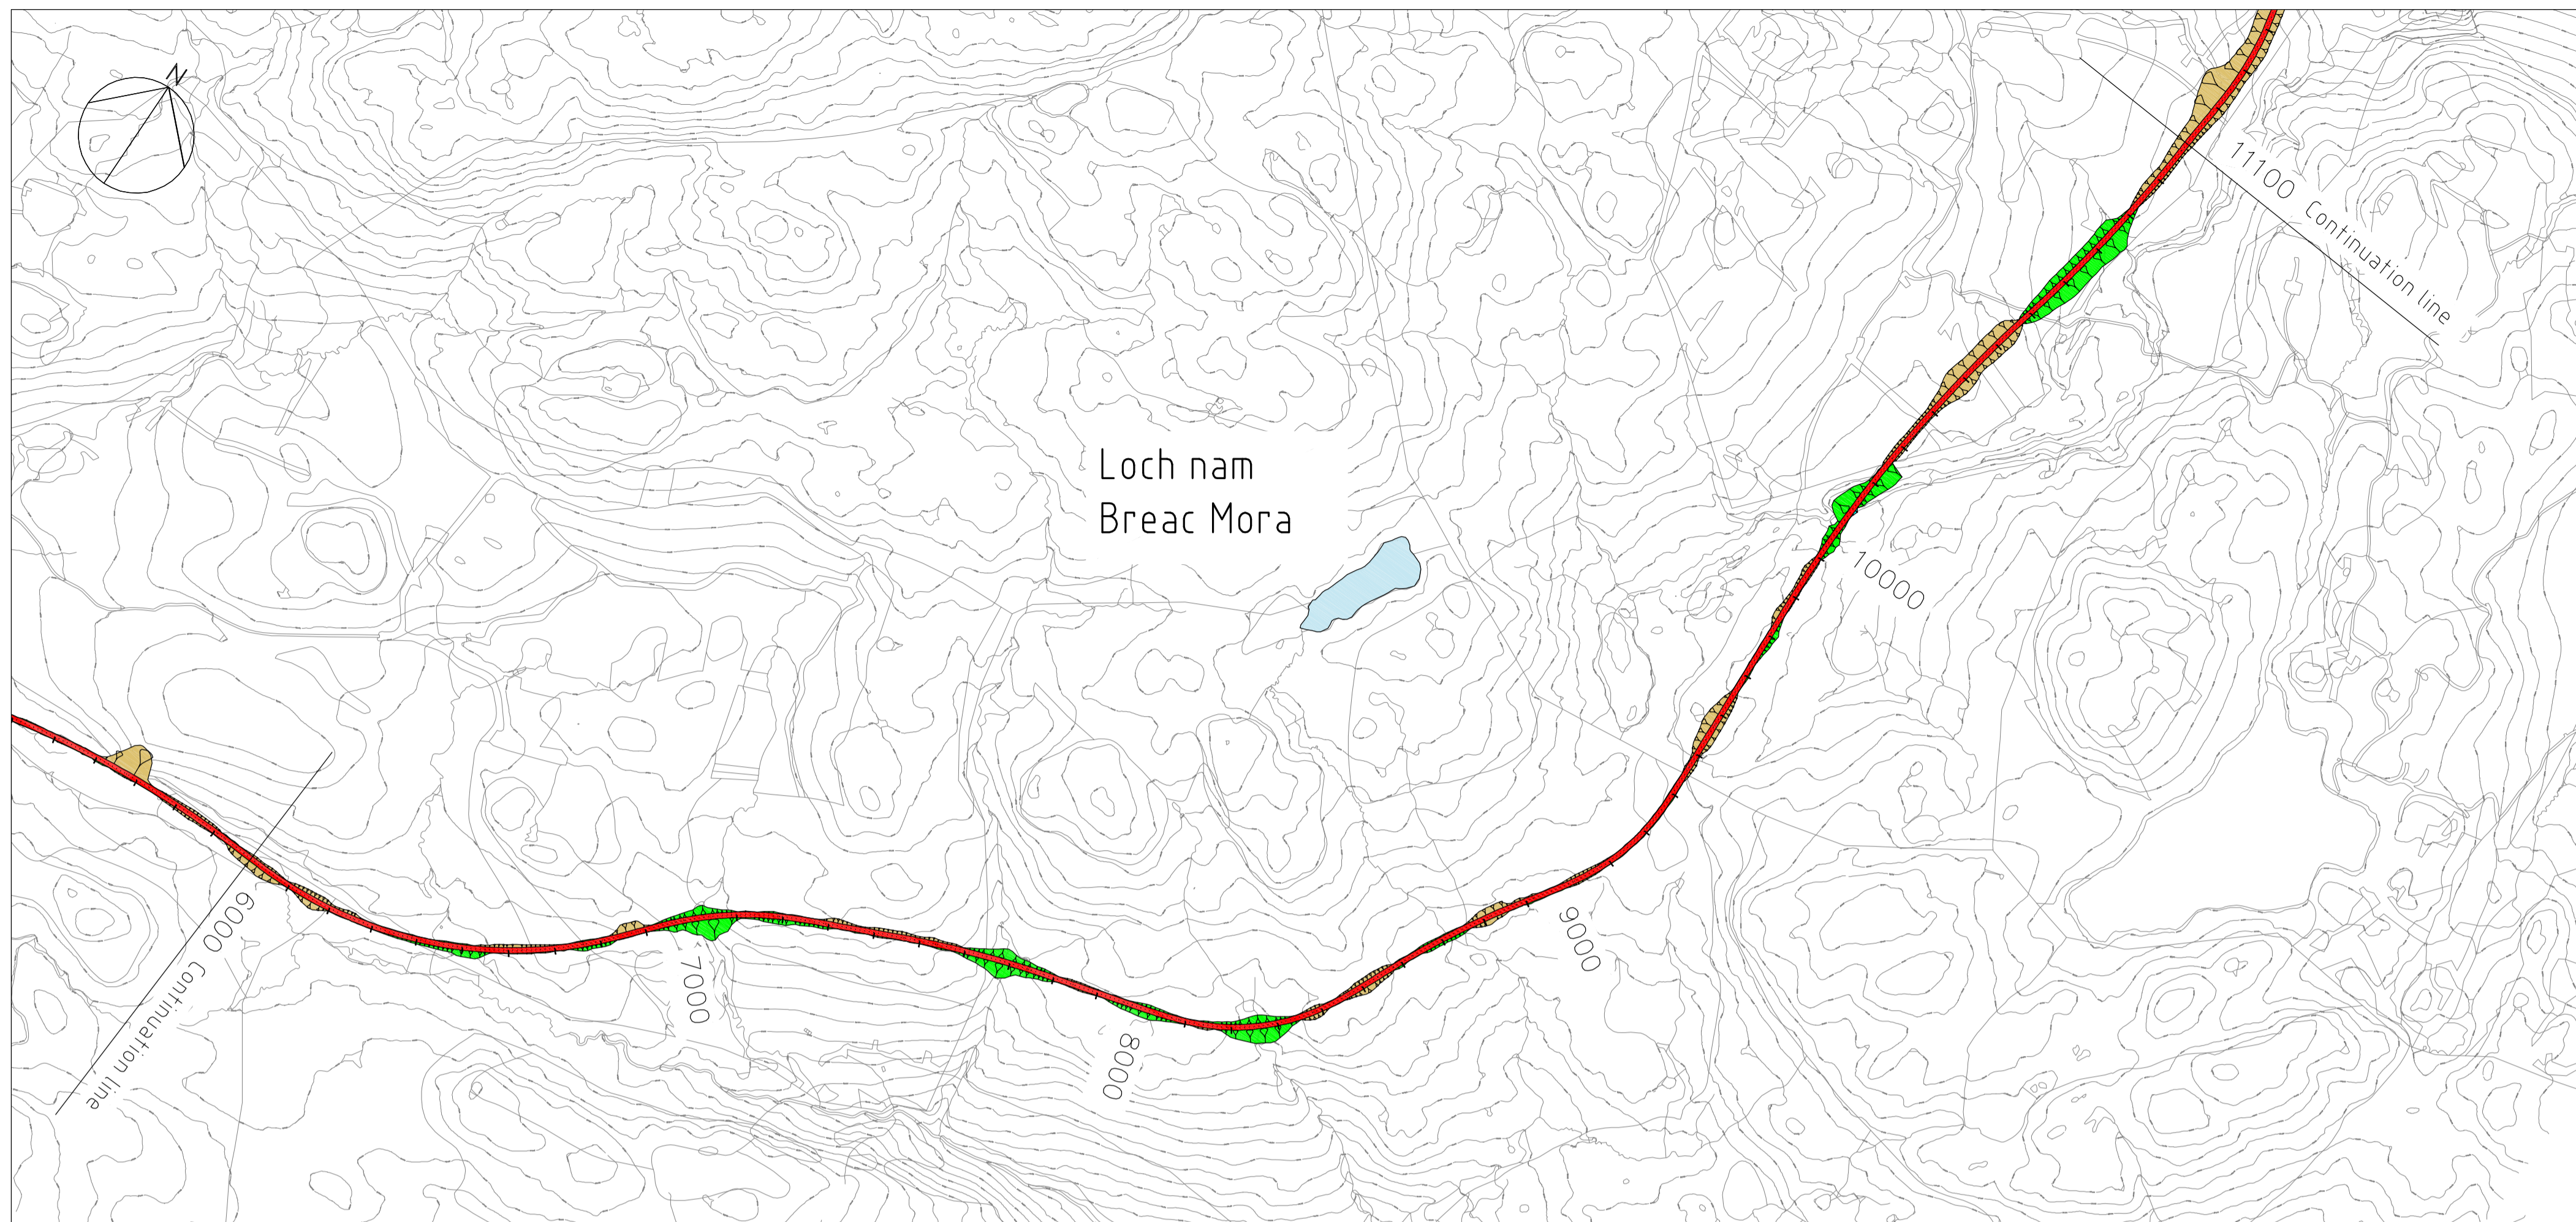 N
11100 Continuation line
Loch nam
Breac Mora
10000
6000 Continuation line
7000
9000
8000